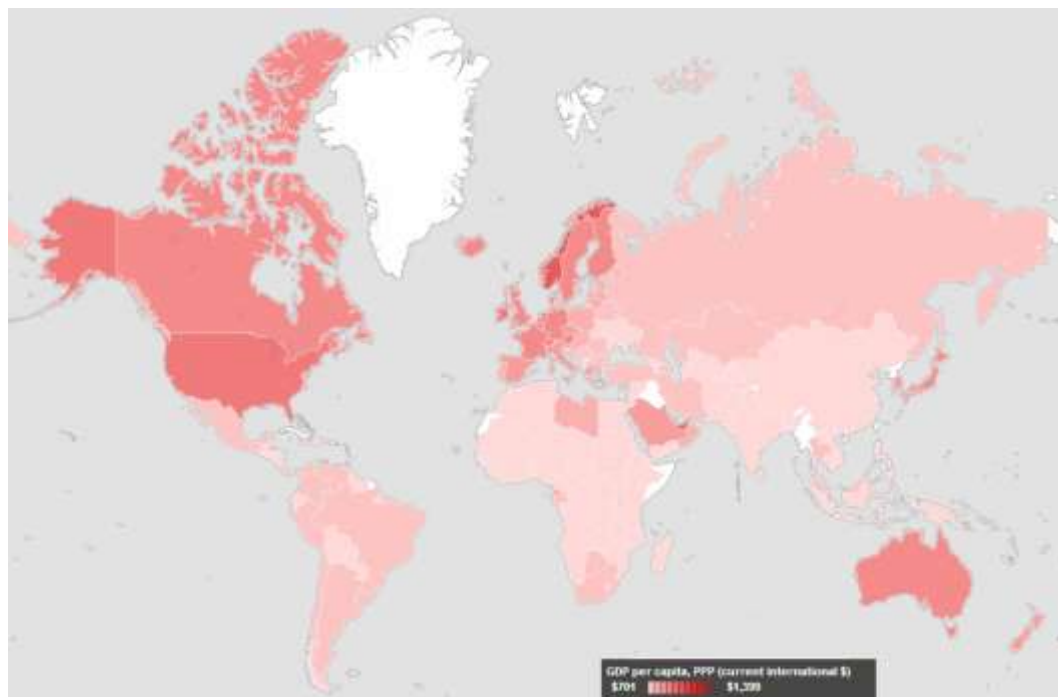 GDP per capita, PPP (current international $)
$701 $1,399